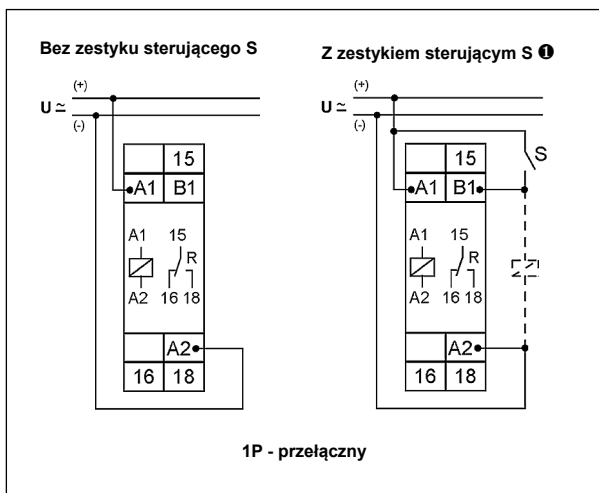 Bez zestyku sterującego S
(+)
U ≃
(-)
15
A1 B1
A1 15
R
A2 16 18
A2
16 18
Z zestykiem sterującym S ❶
(+)
U ≃
(-)
S
15
A1 B1
A1 15
R
A2 16 18
A2
16 18
1P - przełączny